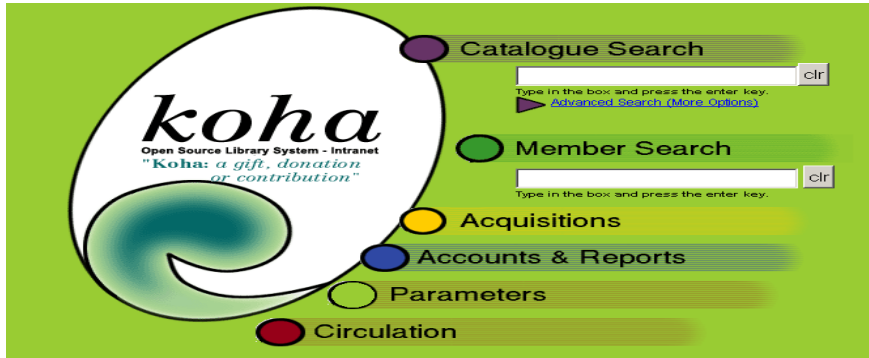 koha
Open Source Library System - Intranet
"Koha: a gift, donation
or contribution"
Catalogue Search
clr
Type in the box and press the enter key.
Advanced Search (More Options)
Member Search
clr
Type in the box and press the enter key.
Acquisitions
Accounts & Reports
Parameters
Circulation